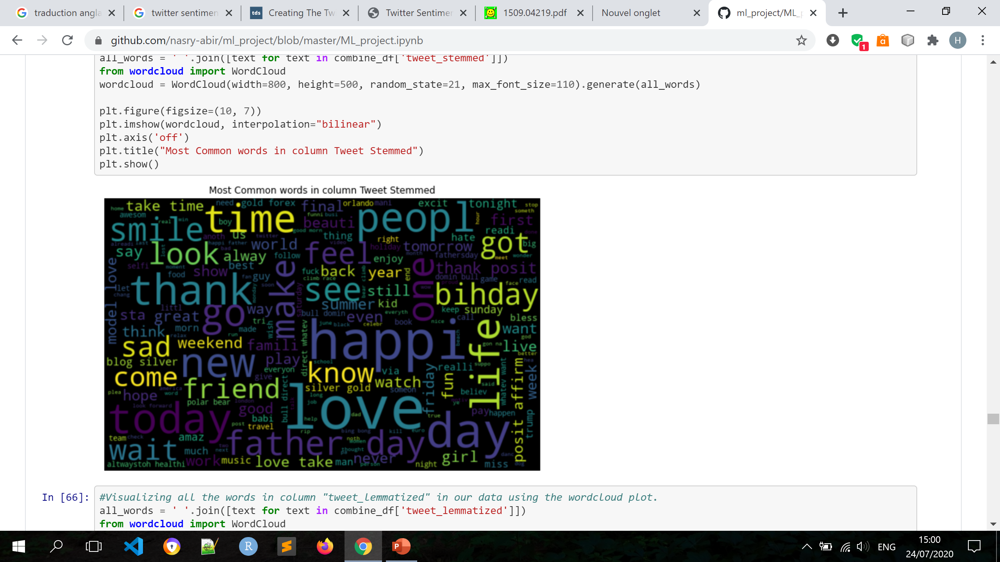 traduction angla
twitter sentimen
tds
Creating The Tw
Twitter Sentimer
1509.04219.pdf
Nouvel onglet
ml_project/ML_p
github.com/nasry-abir/ml_project/blob/master/ML_project.ipynb
1
H
all_words = ' '.join([text for text in combine_df['tweet_stemmed']])
from wordcloud import WordCloud
wordcloud = WordCloud(width=800, height=500, random_state=21, max_font_size=110).generate(all_words)
plt.figure(figsize=(10, 7))
plt.imshow(wordcloud, interpolation="bilinear")
plt.axis('off')
plt.title("Most Common words in column Tweet Stemmed")
plt.show()
Most Common words in column Tweet Stemmed
home take time need gold forex final orlando mani excit tonight stop
awesom time funni busi peopl hour someth
smile real win boy beauti first
good morn readi
anoth us twitter thing right hate got done
alreadi last happi father world video feel holiday tomorrow big
say lost look bad alway follow enjoy month fathersday meet wonder
model love selfi moment show best make fuck back climb year end one thank posit
food fan guy climb race domin bull game read
let thank monday soon see bear still proud face
chang saturday wow bihday
littl go way summer kid keep sunday
sta great bull domin even everyth call bless
tri wish june black celebr book nice life want
think morn made happi
relax run direct whatev beach god
sad weekend famili gon na live
better
blog silver new play school know realli suppo hea
everyon via friday whatev want posit affirm week
come give watch fun said
friend silver gold someon
plea america believ
hope word long motiv
polar bear london bull direct talk job ye
today look forward good love dad true pay happen
babi help trump
post travel rip bing bong kill euro day
team check amaz father day noth women
wait two thought danc
much next pa girl
altwaystoh healthi work music love take man never person night miss dog
In [66]:
#Visualizing all the words in column "tweet_lemmatized" in our data using the wordcloud plot.
all_words = ' '.join([text for text in combine_df['tweet_lemmatized']])
from wordcloud import WordCloud
R
P
ENG
15:00
24/07/2020